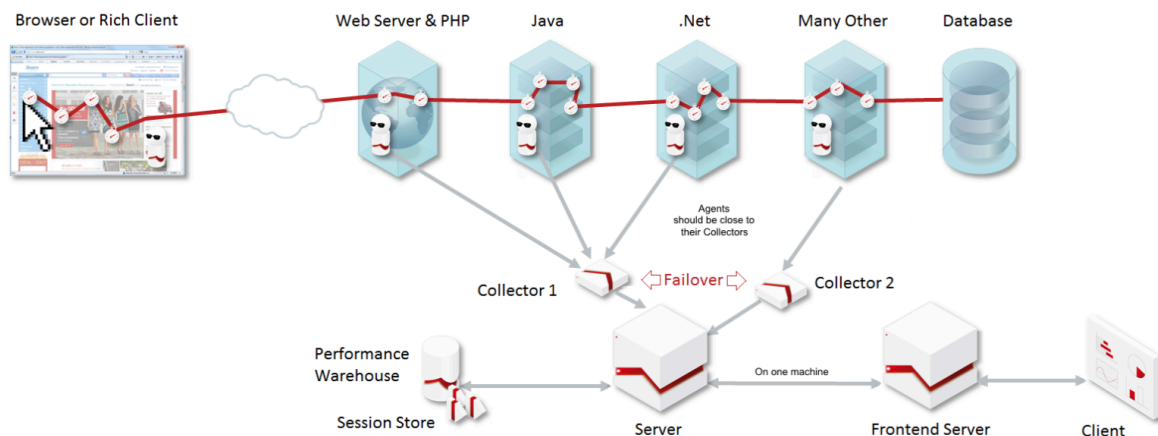 Browser or Rich Client
Web Server & PHP
Java
.Net
Many Other
Database
Agents
should be close to
their Collectors
Collector 1
Failover
Collector 2
Performance
Warehouse
Session Store
On one machine
Server
Frontend Server
Client